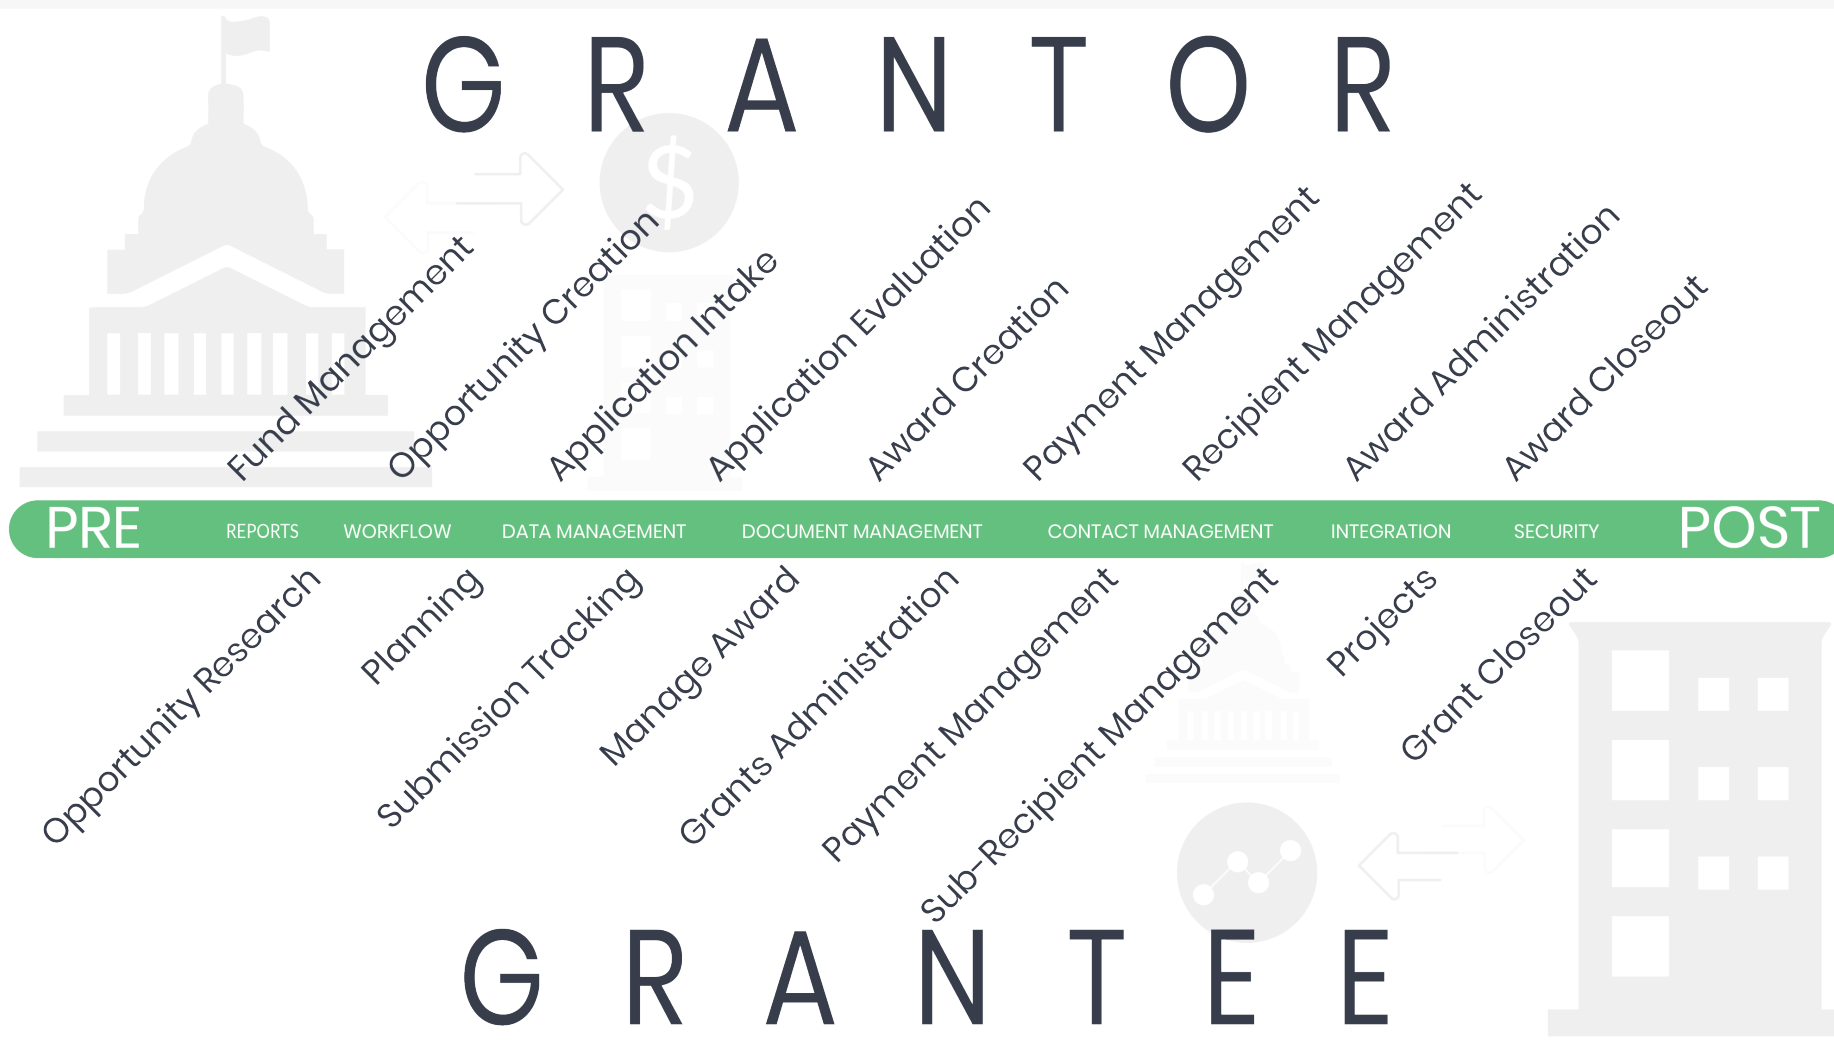 GRANTOR
Fund Management
Opportunity Creation
Application Intake
Application Evaluation
Award Creation
Payment Management
Recipient Management
Award Administration
Award Closeout
PRE REPORTS WORKFLOW DATA MANAGEMENT DOCUMENT MANAGEMENT CONTACT MANAGEMENT INTEGRATION SECURITY POST
Opportunity Research
Planning
Submission Tracking
Manage Award
Grants Administration
Payment Management
Sub-Recipient Management
Projects
Grant Closeout
GRANTEE
$